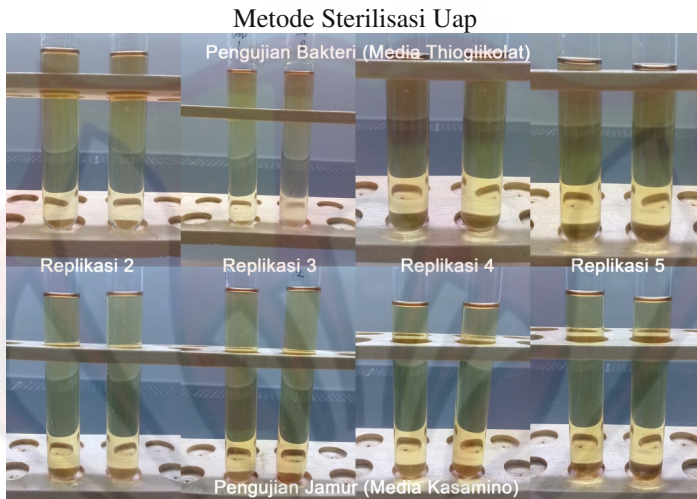 Metode Sterilisasi Uap
Pengujian Bakteri (Media Thioglikolat)
Replikasi 2
Replikasi 3
Replikasi 4
Replikasi 5
Pengujian Jamur (Media Kasamino)